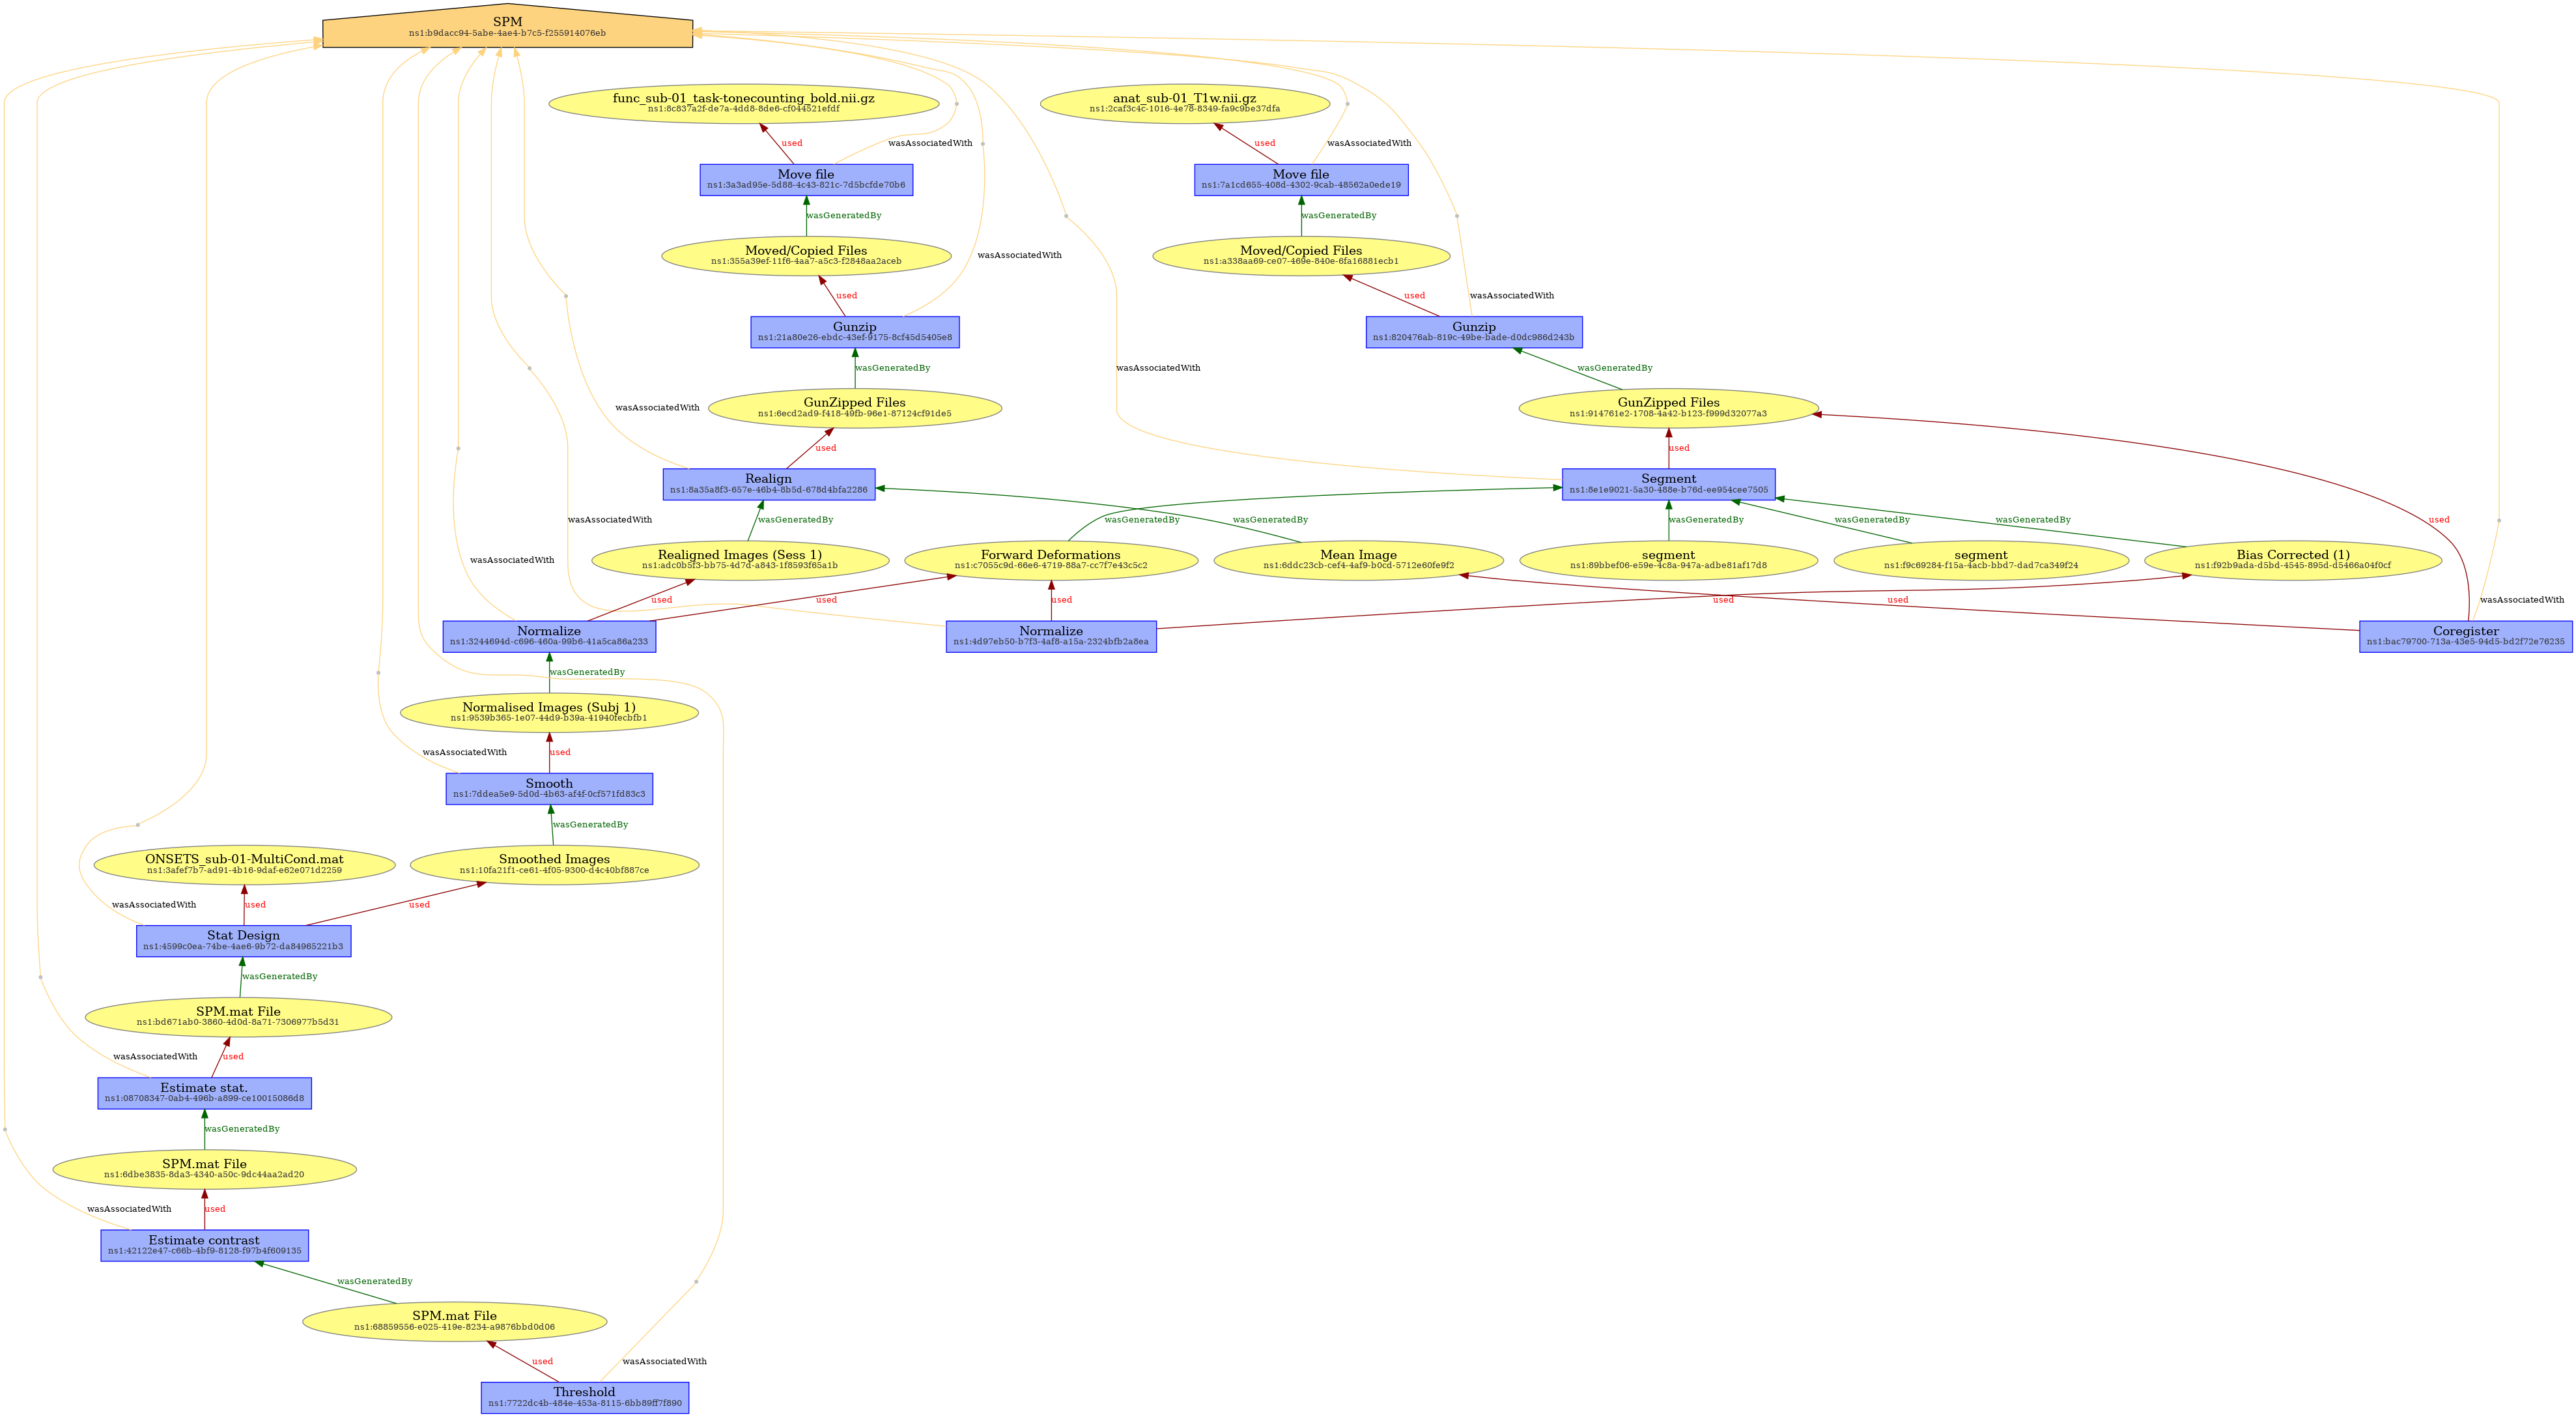 SPM
ns1:b9dacc94-5abe-4ae4-b7c5-f255914076eb
func_sub-01_task-tonecounting_bold.nii.gz
ns1:8c837a2f-de7a-4dd8-8de6-cf044521efdf
anat_sub-01_T1w.nii.gz
ns1:2caf3c4c-1016-4e78-8349-fa9c9be37dfa
used
wasAssociatedWith
used
wasAssociatedWith
Move file
ns1:3a3ad95e-5d88-4c43-821c-7d5bcfde70b6
Move file
ns1:7a1cd655-408d-4302-9cab-48562a0ede19
wasGeneratedBy
wasGeneratedBy
Moved/Copied Files
ns1:355a39ef-11f6-4aa7-a5c3-f2848aa2aceb
wasAssociatedWith
Moved/Copied Files
ns1:a338aa69-ce07-469e-840e-6fa16881ecb1
used
used
wasAssociatedWith
Gunzip
ns1:21a80e26-ebdc-43ef-9175-8cf45d5405e8
Gunzip
ns1:820476ab-819c-49be-bade-d0dc986d243b
wasGeneratedBy
wasAssociatedWith
wasGeneratedBy
wasAssociatedWith
GunZipped Files
ns1:6ecd2ad9-f418-49fb-96e1-87124cf91de5
GunZipped Files
ns1:914761e2-1708-4a42-b123-f999d32077a3
used
used
Realign
ns1:8a35a8f3-657e-46b4-8b5d-678d4bfa2286
Segment
ns1:8e1e9021-5a30-488e-b76d-ee954cee7505
wasAssociatedWith
wasGeneratedBy
wasGeneratedBy
wasGeneratedBy
wasGeneratedBy
wasGeneratedBy
wasGeneratedBy
used
wasAssociatedWith
Realigned Images (Sess 1)
ns1:adc0b5f3-bb75-4d7d-a843-1f8593f65a1b
Forward Deformations
ns1:c7055c9d-66e6-4719-88a7-cc7f7e43c5c2
Mean Image
ns1:6ddc23cb-cef4-4af9-b0cd-5712e60fe9f2
segment
ns1:89bbef06-e59e-4c8a-947a-adbe81af17d8
segment
ns1:f9c69284-f15a-4acb-bbd7-dad7ca349f24
Bias Corrected (1)
ns1:f92b9ada-d5bd-4545-895d-d5466a04f0cf
used
used
used
used
used
wasAssociatedWith
Normalize
ns1:3244694d-c696-460a-99b6-41a5ca86a233
Normalize
ns1:4d97eb50-b7f3-4af8-a15a-2324bfb2a8ea
Coregister
ns1:bac79700-713a-43e5-94d5-bd2f72e76235
wasGeneratedBy
Normalised Images (Subj 1)
ns1:9539b365-1e07-44d9-b39a-41940fecbfb1
wasAssociatedWith
used
Smooth
ns1:7ddea5e9-5d0d-4b63-af4f-0cf571fd83c3
wasGeneratedBy
ONSETS_sub-01-MultiCond.mat
ns1:3afef7b7-ad91-4b16-9daf-e62e071d2259
Smoothed Images
ns1:10fa21f1-ce61-4f05-9300-d4c40bf887ce
wasAssociatedWith
used
used
Stat Design
ns1:4599c0ea-74be-4ae6-9b72-da84965221b3
wasGeneratedBy
SPM.mat File
ns1:bd671ab0-3860-4d0d-8a71-7306977b5d31
wasAssociatedWith
used
Estimate stat.
ns1:08708347-0ab4-496b-a899-ce10015086d8
wasGeneratedBy
SPM.mat File
ns1:6dbe3835-8da3-4340-a50c-9dc44aa2ad20
wasAssociatedWith
used
Estimate contrast
ns1:42122e47-c66b-4bf9-8128-f97b4f609135
wasGeneratedBy
SPM.mat File
ns1:68859556-e025-419e-8234-a9876bbd0d06
used
wasAssociatedWith
Threshold
ns1:7722dc4b-484e-453a-8115-6bb89ff7f890